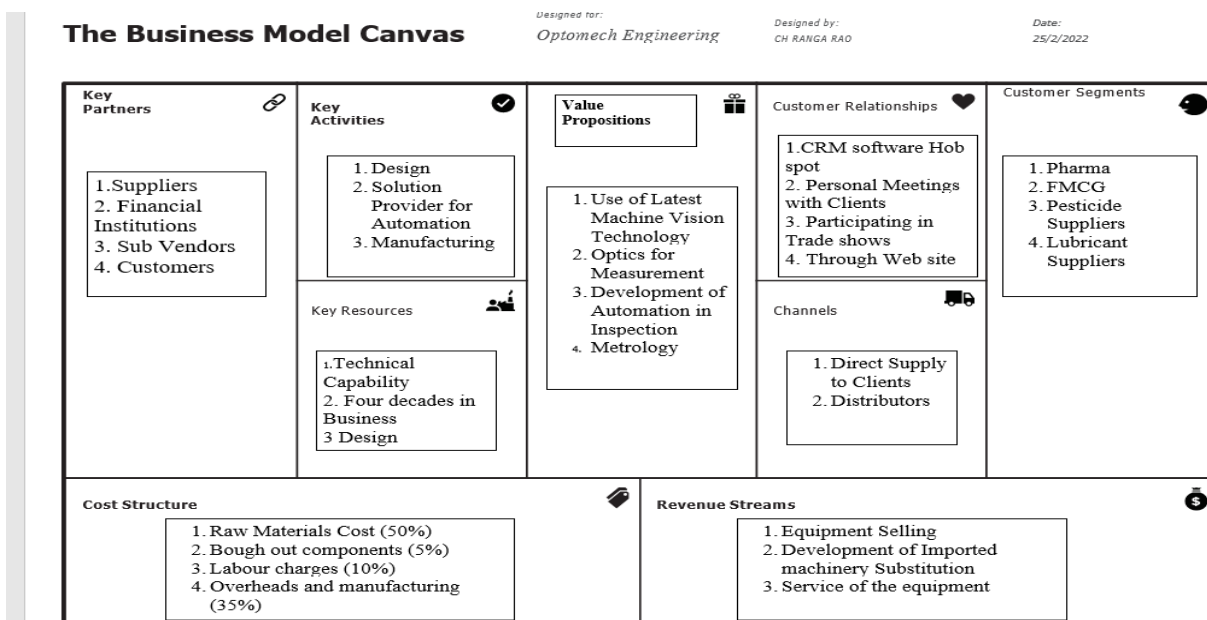 The Business Model Canvas
Designed for:
Optomech Engineering
Designed by:
CH RANGA RAO
Date:
25/2/2022
Key
Partners
1.Suppliers
2. Financial
Institutions
3. Sub Vendors
4. Customers
Key
Activities
1. Design
2. Solution
Provider for
Automation
3. Manufacturing
Key Resources
1.Technical
Capability
2. Four decades in
Business
3 Design
Value
Propositions
1. Use of Latest
Machine Vision
Technology
2. Optics for
Measurement
3. Development of
Automation in
Inspection
4. Metrology
Customer Relationships
1.CRM software Hob
spot
2. Personal Meetings
with Clients
3. Participating in
Trade shows
4. Through Web site
Channels
1. Direct Supply
to Clients
2. Distributors
Customer Segments
1. Pharma
2. FMCG
3. Pesticide
Suppliers
4. Lubricant
Suppliers
Cost Structure
1. Raw Materials Cost (50%)
2. Bough out components (5%)
3. Labour charges (10%)
4. Overheads and manufacturing
(35%)
Revenue Streams
1. Equipment Selling
2. Development of Imported
machinery Substitution
3. Service of the equipment